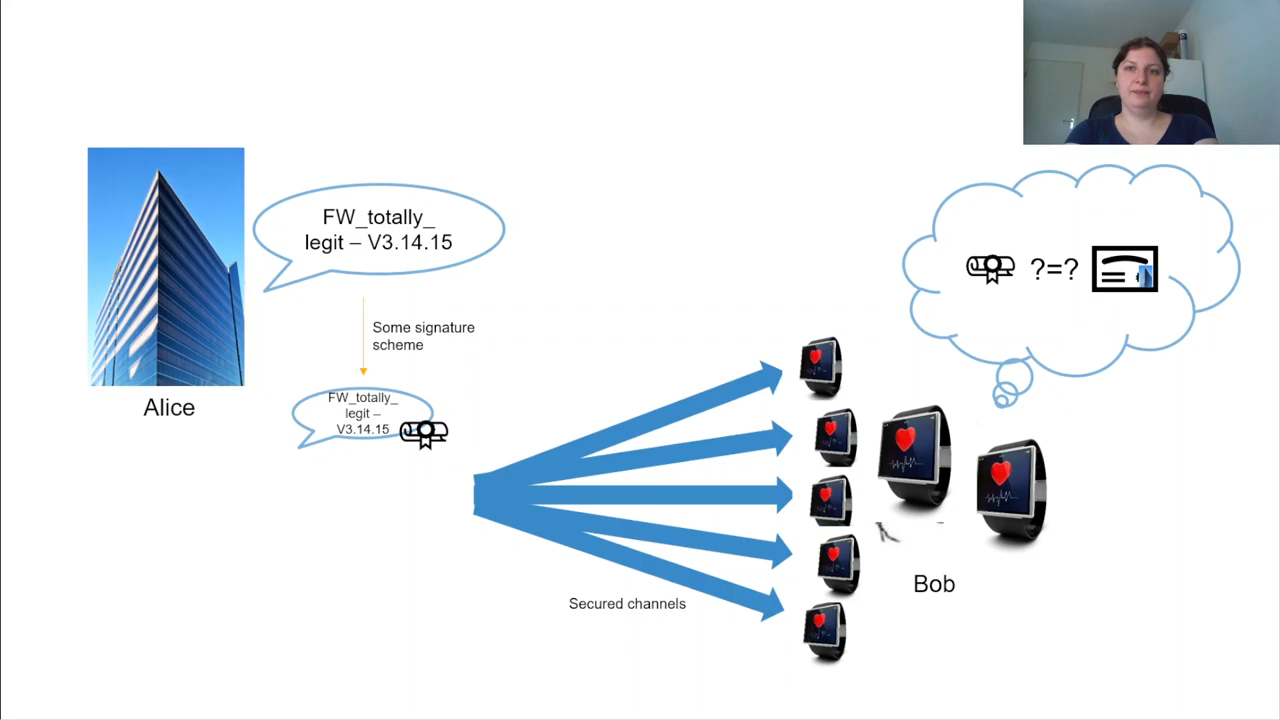 FW_totally_
legit – V3.14.15
Some signature
scheme
FW_totally_
legit –
V3.14.15
Alice
?=?
Secured channels
Bob